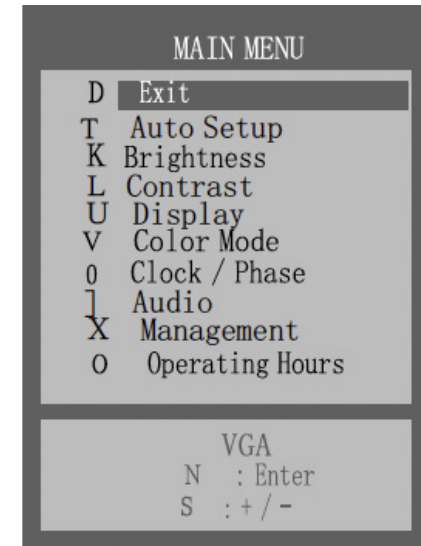 MAIN MENU
D Exit
T Auto Setup
K Brightness
L Contrast
U Display
V Color Mode
0 Clock / Phase
] Audio
X Management
O Operating Hours
VGA
N : Enter
S : + / -